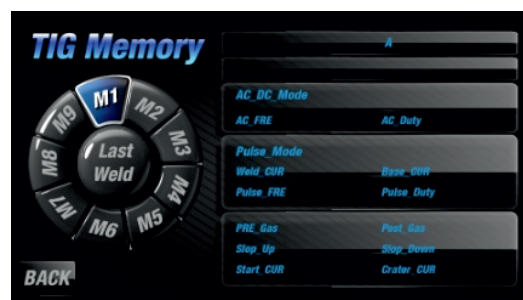 TIG Memory
A
M1
M2
M3
M4
M5
M6
M7
M8
M9
Last
Weld
AC_DC_Mode
AC_FRE AC_Duty
Pulse_Mode
Weld_CUR Base_CUR
Pulse_FRE Pulse_Duty
PRE_Gas Post_Gas
Slop_Up Slop_Down
Start_CUR Crater_CUR
BACK